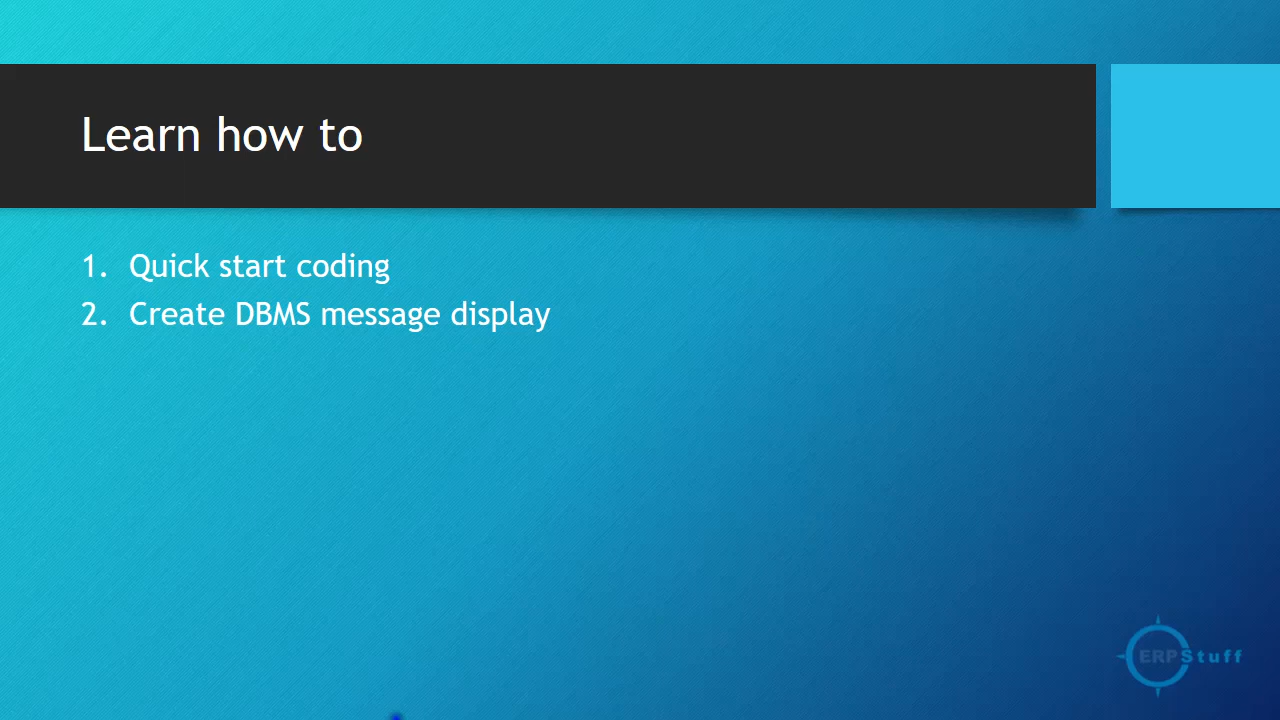 Learn how to
1. Quick start coding
2. Create DBMS message display
ERPStuff